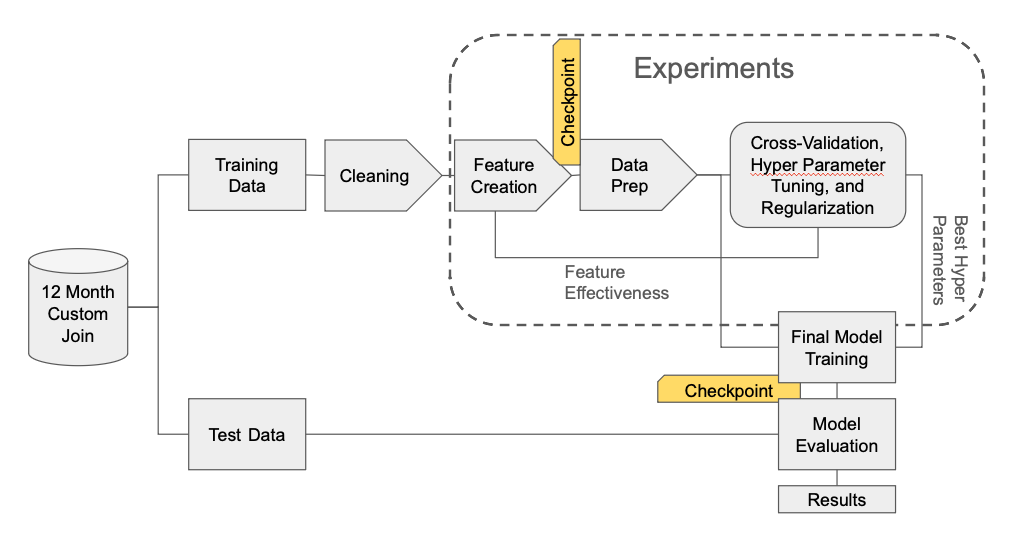 Experiments
Checkpoint
Training
Data
Cleaning
Feature
Creation
Data
Prep
Cross-Validation,
Hyper Parameter
Tuning, and
Regularization
Feature
Effectiveness
Best Hyper
Parameters
12 Month
Custom
Join
Final Model
Training
Checkpoint
Test Data
Model
Evaluation
Results